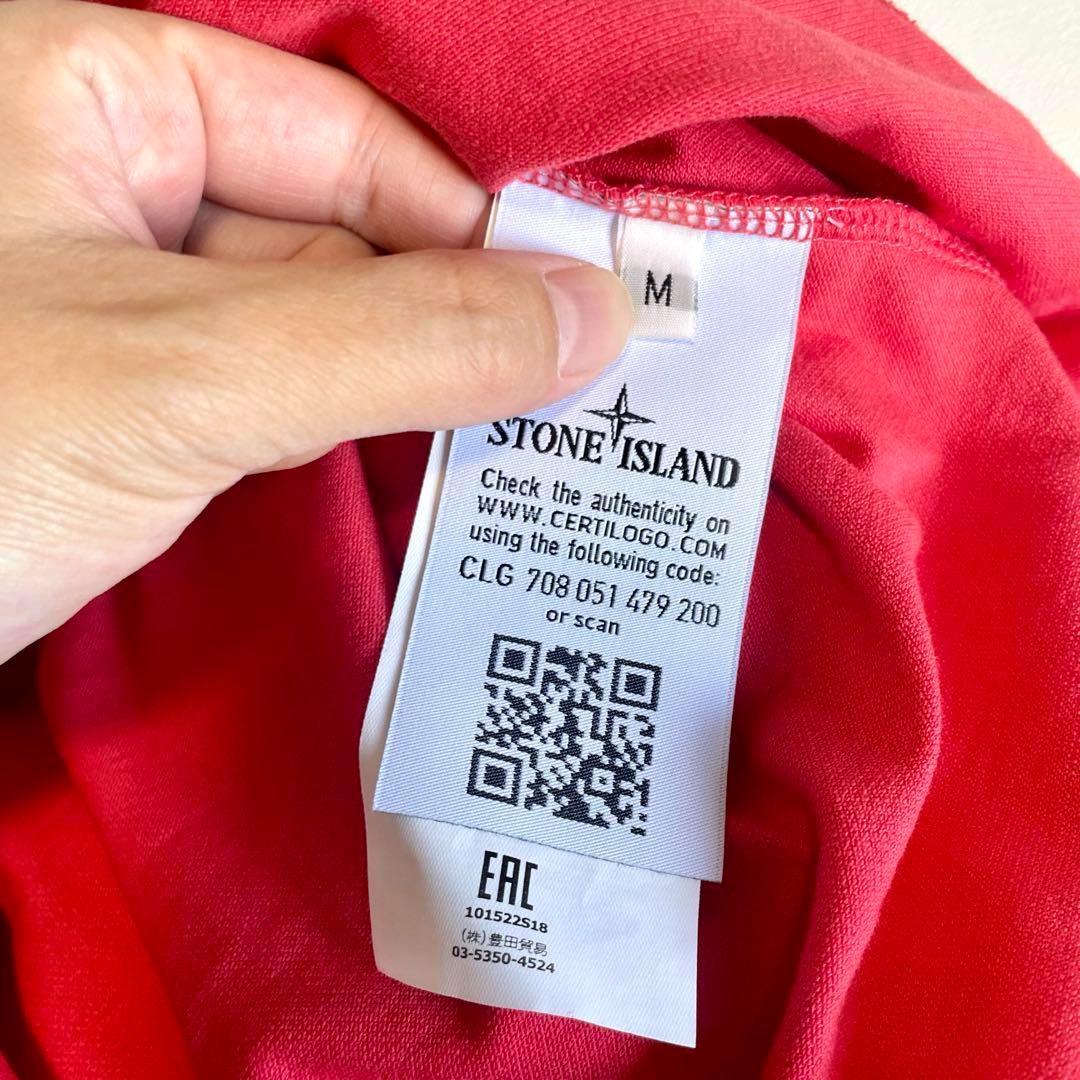 M
STONE ISLAND
Check the authenticity on
WWW.CERTILOGO.COM
using the following code:
CLG 708 051 479 200
or scan
EAC
101522S18
(株)豊田貿易
03-5350-4524